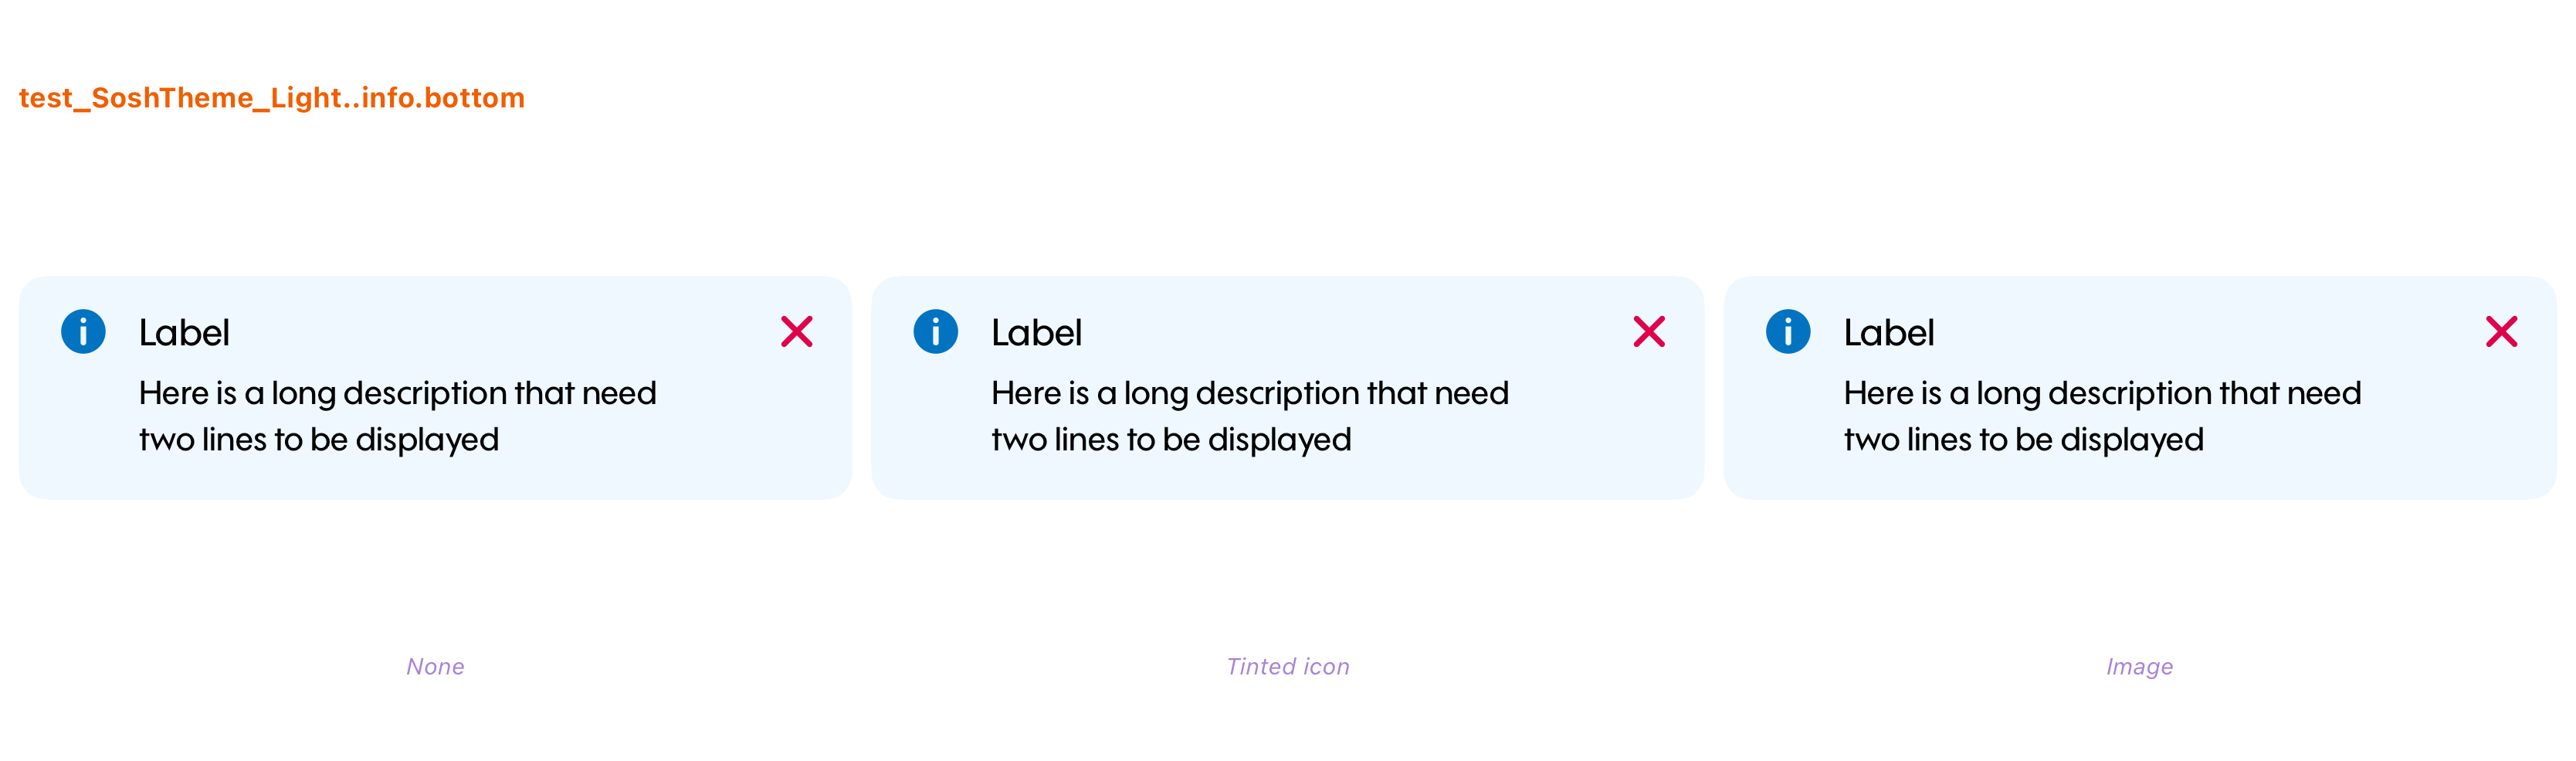 test_SoshTheme_Light..info.bottom
Label
Here is a long description that need
two lines to be displayed
Label
Here is a long description that need
two lines to be displayed
Label
Here is a long description that need
two lines to be displayed
None
Tinted icon
Image